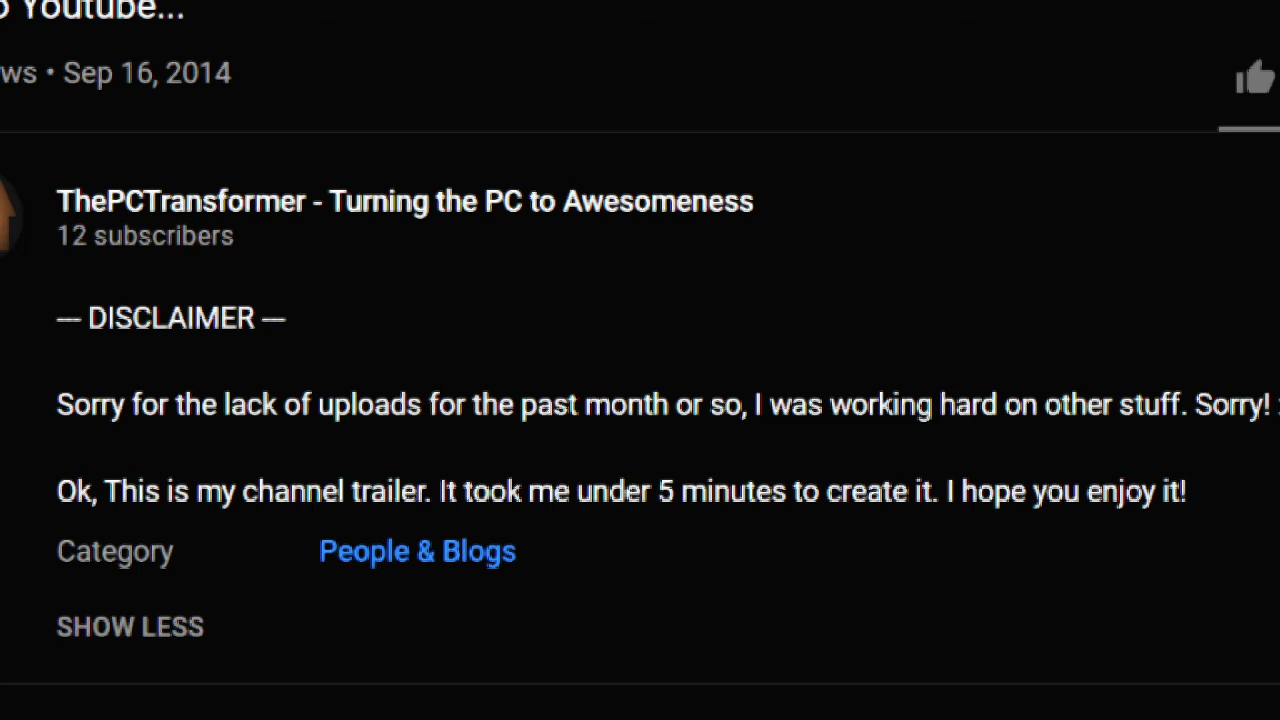 Youtube...
ws • Sep 16, 2014
ThePCTransformer - Turning the PC to Awesomeness
12 subscribers
--- DISCLAIMER ---
Sorry for the lack of uploads for the past month or so, I was working hard on other stuff. Sorry!
Ok, This is my channel trailer. It took me under 5 minutes to create it. I hope you enjoy it!
Category People & Blogs
SHOW LESS